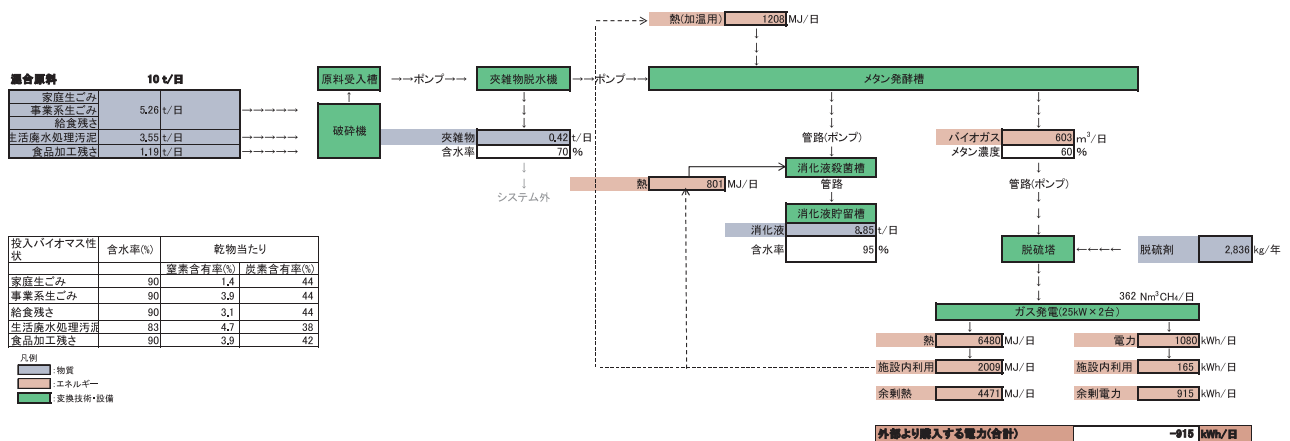 熱(加温用) 1208 MJ/日
↓
↓
混合原料 10 t/日
家庭生ごみ
事業系生ごみ 5.26 t/日 →→→→→
給食残さ
生活廃水処理汚泥 3.55 t/日 →→→→→
食品加工残さ 1.19 t/日 →→→→→
原料受入槽 →→ポンプ→→ 夾雑物脱水機 →→ポンプ→→ メタン発酵槽
↑
破砕機
↓
↓
夾雑物 0.42 t/日
含水率 70 %
↓
↓
システム外
↓
↓
管路(ポンプ)
↓
消化液殺菌槽
熱 801 MJ/日
管路
↓
消化液貯留槽
消化液 8.85 t/日
含水率 95 %
↓
↓
バイオガス 603 m³/日
メタン濃度 60 %
↓
管路(ポンプ)
↓
↓
脱硫塔 ←←←← 脱硫剤 2,836 kg/年
↓
↓
362 Nm³CH₄/日
ガス発電(25kW×2台)
↓ ↓
熱 6480 MJ/日 電力 1080 kWh/日
施設内利用 2009 MJ/日 施設内利用 165 kWh/日
余剰熱 4471 MJ/日 余剰電力 915 kWh/日
外部より購入する電力(合計) -915 kWh/日
投入バイオマス性状 含水率(%) 乾物当たり
窒素含有率(%) 炭素含有率(%)
家庭生ごみ 90 1.4 44
事業系生ごみ 90 3.9 44
給食残さ 90 3.1 44
生活廃水処理汚泥 83 4.7 38
食品加工残さ 90 3.9 42
凡例
:物質
:エネルギー
:変換技術・設備